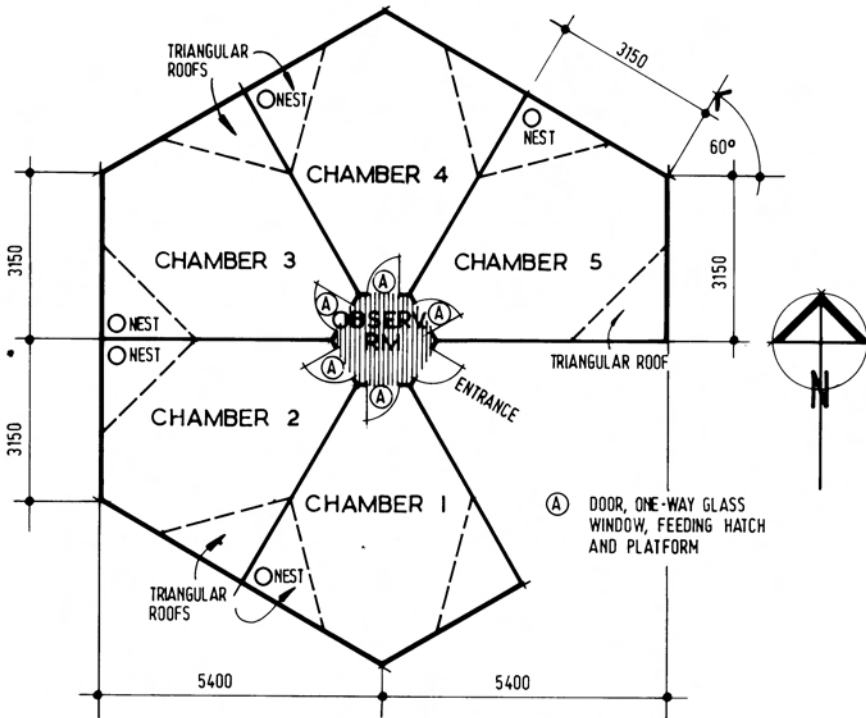 TRIANGULAR
ROOFS
NEST
3150
NEST
60°
CHAMBER 4
3150
CHAMBER 3
CHAMBER 5
3150
A
A
A
OBSERV.
RM
NEST
NEST
A
A
TRIANGULAR ROOF
ENTRANCE
N
CHAMBER 2
3150
CHAMBER 1
A DOOR, ONE-WAY GLASS
WINDOW, FEEDING HATCH
AND PLATFORM
NEST
TRIANGULAR
ROOFS
5400
5400